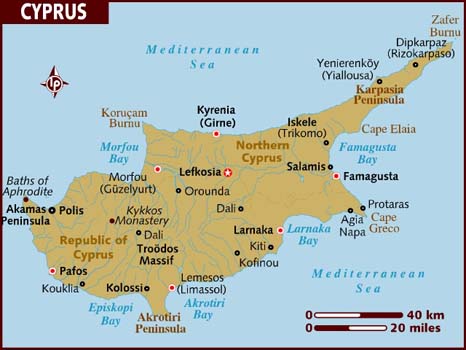 CYPRUS
Zafer
Burnu
Mediterranean
Sea
Dipkarpaz
(Rizokarpaso)
Yenierenköy
(Yiallousa)
LP
Karpasia
Peninsula
Koruçam
Burnu
Kyrenia
(Girne)
Iskele
(Trikomo)
Cape Elaia
Northern
Cyprus
Morfou
Bay
Famagusta
Bay
Lefkosia
Salamis
Baths of
Aphrodite
Morfou
(Güzelyurt)
Famagusta
Orounda
Akamas
Peninsula
Polis
Kykkos
Monastery
Dali
Protaras
Agia
Napa
Cape
Greco
Larnaka
Larnaka
Bay
Dali
Republic of
Cyprus
Troödos
Massif
Kiti
Kofinou
Pafos
Mediterranean
Sea
Kouklia
Kolossi
Lemesos
(Limassol)
Episkopi
Bay
Akrotiri
Bay
Akrotiri
Peninsula
0
40 km
0
20 miles